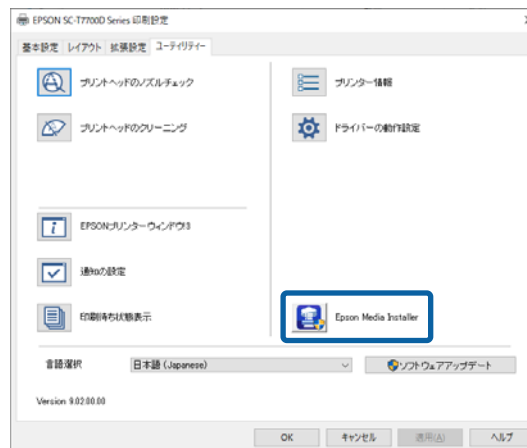 EPSON SC-T7700D Series 印刷設定
基本設定 レイアウト 拡張設定 ユーティリティー
プリントヘッドのノズルチェック
プリンター情報
プリントヘッドのクリーニング
ドライバーの動作設定
EPSONプリンターウィンドウ!3
通知の設定
印刷待ち状態表示
Epson Media Installer
言語選択
日本語 (Japanese)
ソフトウェアアップデート
Version 9.02.00.00
OK キャンセル 適用(A) ヘルプ